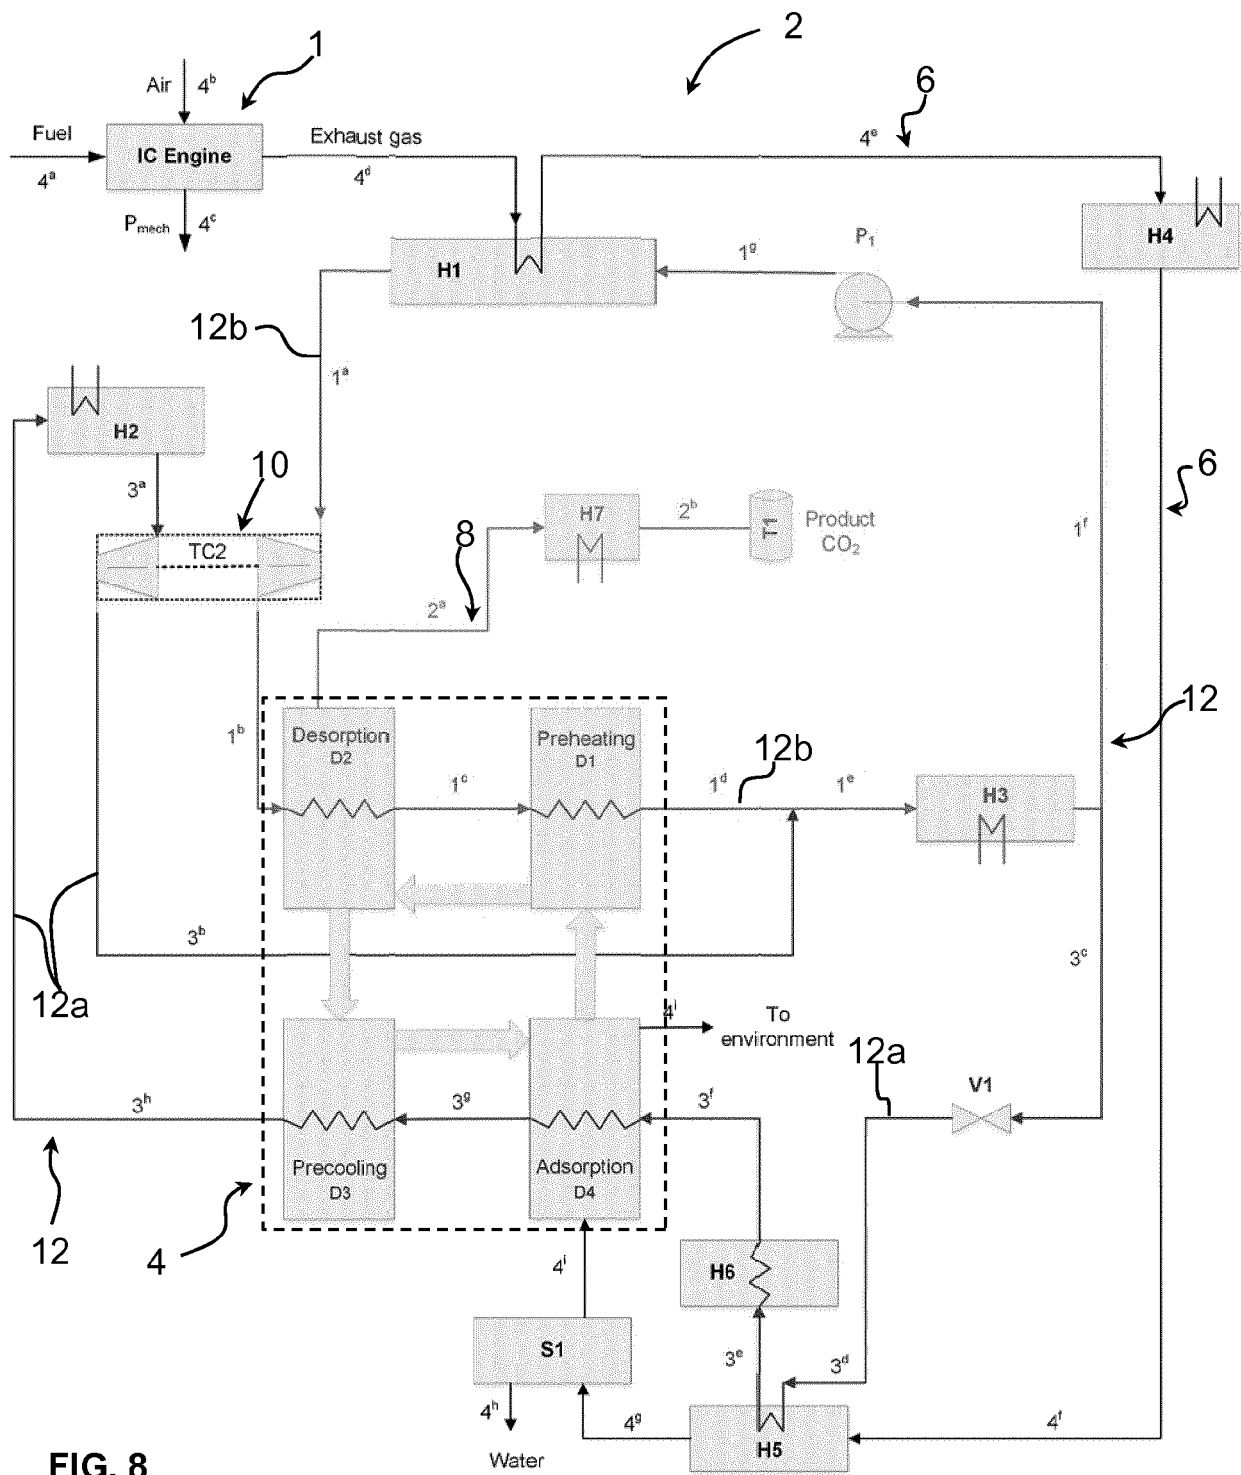 1
2
6
Air
4ᵇ
Fuel
IC Engine
Exhaust gas
4ᵃ
4ᵈ
4ᵉ
Pmech
4ᶜ
H4
H1
1ᵍ
P₁
12b
1ᵃ
H2
3ᵃ
10
TC2
6
8
H7
2ᵇ
T1
Product
CO₂
1ᶠ
2ᵃ
12
1ᵇ
Desorption
D2
Preheating
D1
12b
1ᶜ
1ᵈ
1ᵉ
H3
3ᵇ
12a
3ᶜ
4ⁱ
To
environment
12a
V1
3ʰ
3ᵍ
3ᶠ
Precooling
D3
Adsorption
D4
12
4
4ⁱ
H6
S1
3ᵉ
3ᵈ
4ʰ
4ᵍ
4ᶠ
H5
Water
FIG. 8